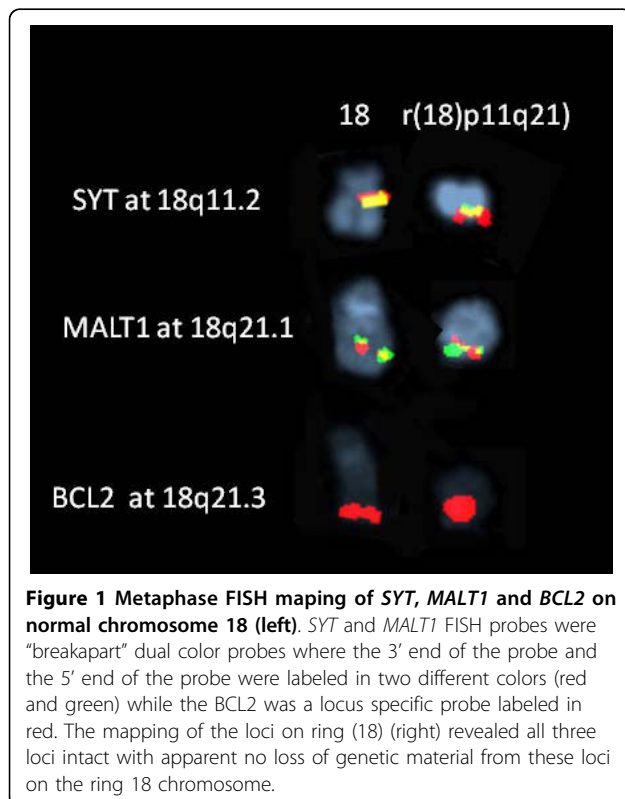 18 r(18)p11q21)
SYT at 18q11.2
MALT1 at 18q21.1
BCL2 at 18q21.3
Figure 1 Metaphase FISH maping of SYT, MALT1 and BCL2 on
normal chromosome 18 (left). SYT and MALT1 FISH probes were
"breakapart" dual color probes where the 3' end of the probe and
the 5' end of the probe were labeled in two different colors (red
and green) while the BCL2 was a locus specific probe labeled in
red. The mapping of the loci on ring (18) (right) revealed all three
loci intact with apparent no loss of genetic material from these loci
on the ring 18 chromosome.